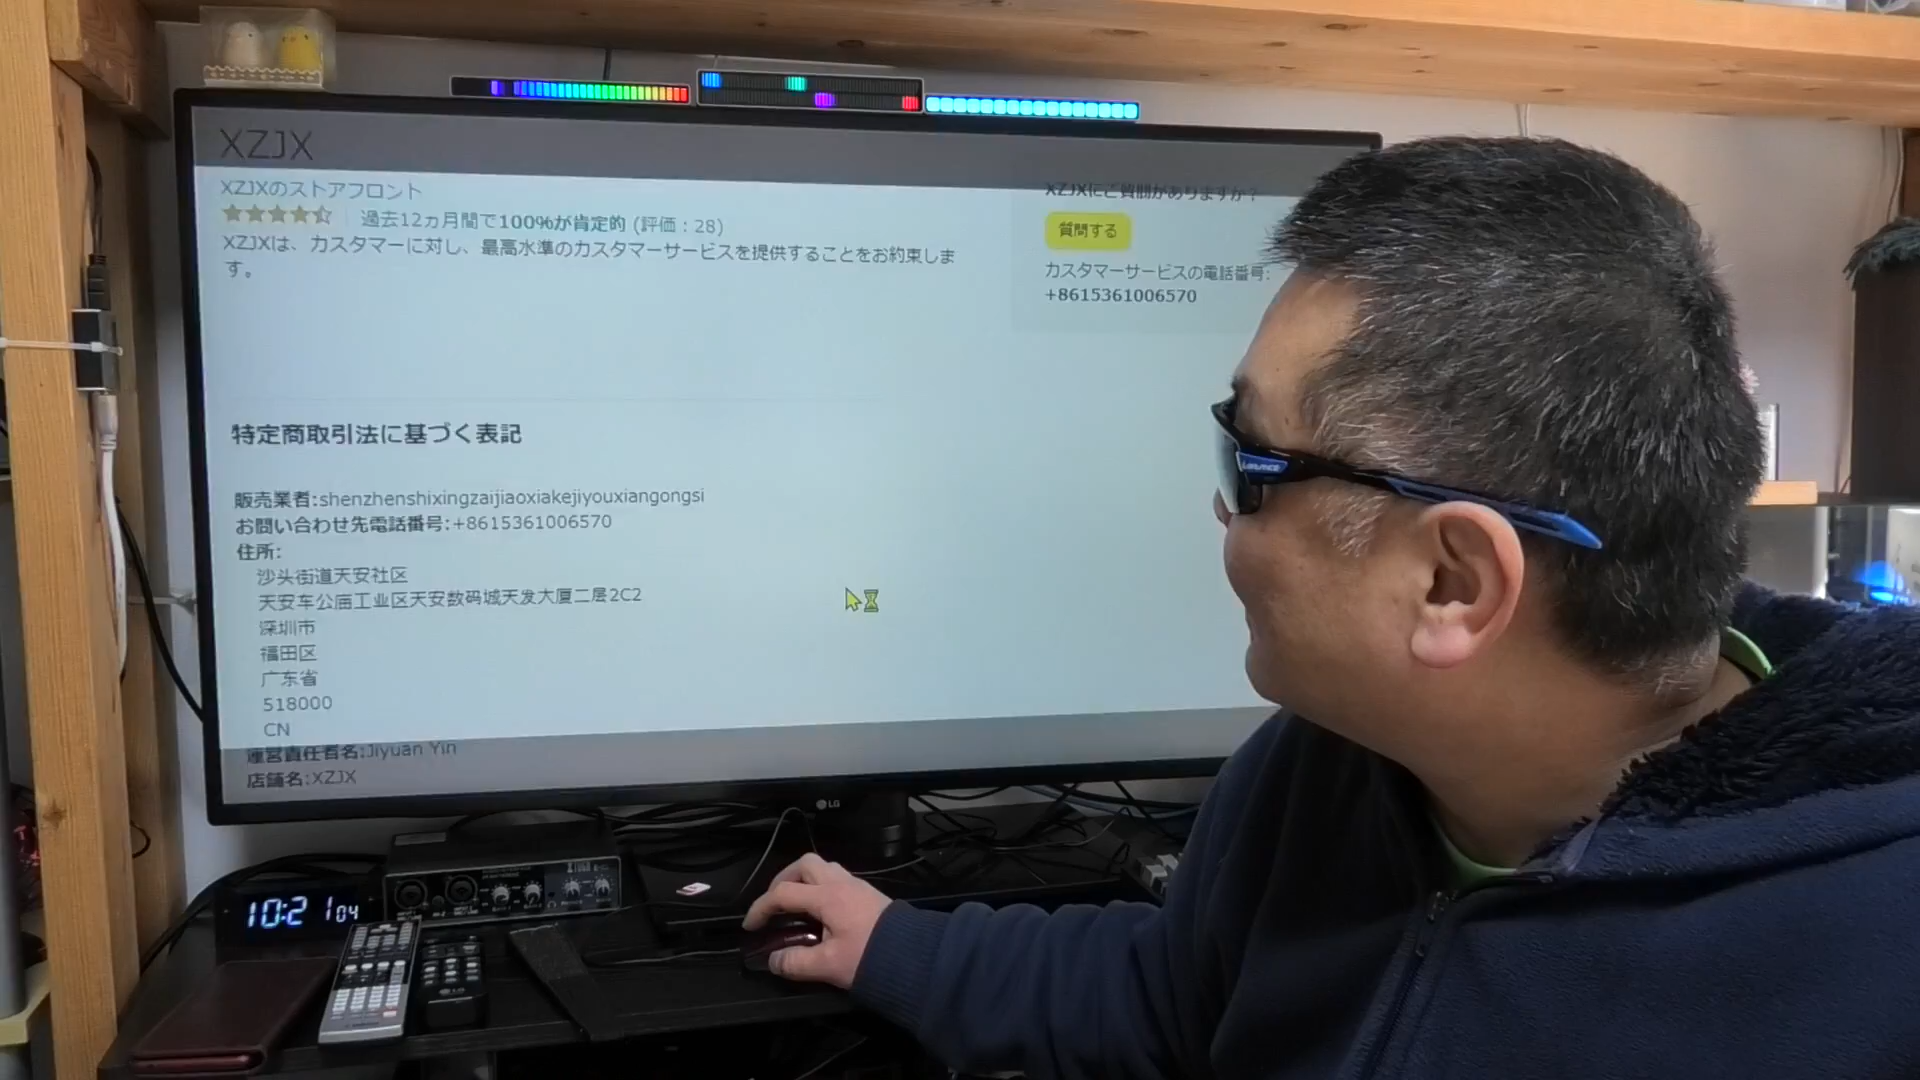 XZJX
XZJXのストアフロント
過去12ヵ月間で100%が肯定的 (評価：28)
XZJXは、カスタマーに対し、最高水準のカスタマーサービスを提供することをお約束しま
す。
XZJXにご質問がありますか？
質問する
カスタマーサービスの電話番号:
+8615361006570
特定商取引法に基づく表記
販売業者:shenzhenshixingzaijiaoxiakejiyouxiangongsi
お問い合わせ先電話番号:+8615361006570
住所:
沙头街道天安社区
天安车公庙工业区天安数码城天发大厦二层2C2
深圳市
福田区
广东省
518000
CN
運営責任者名:Jiyuan Yin
店舗名:XZJX
LG
10:21 04
LG